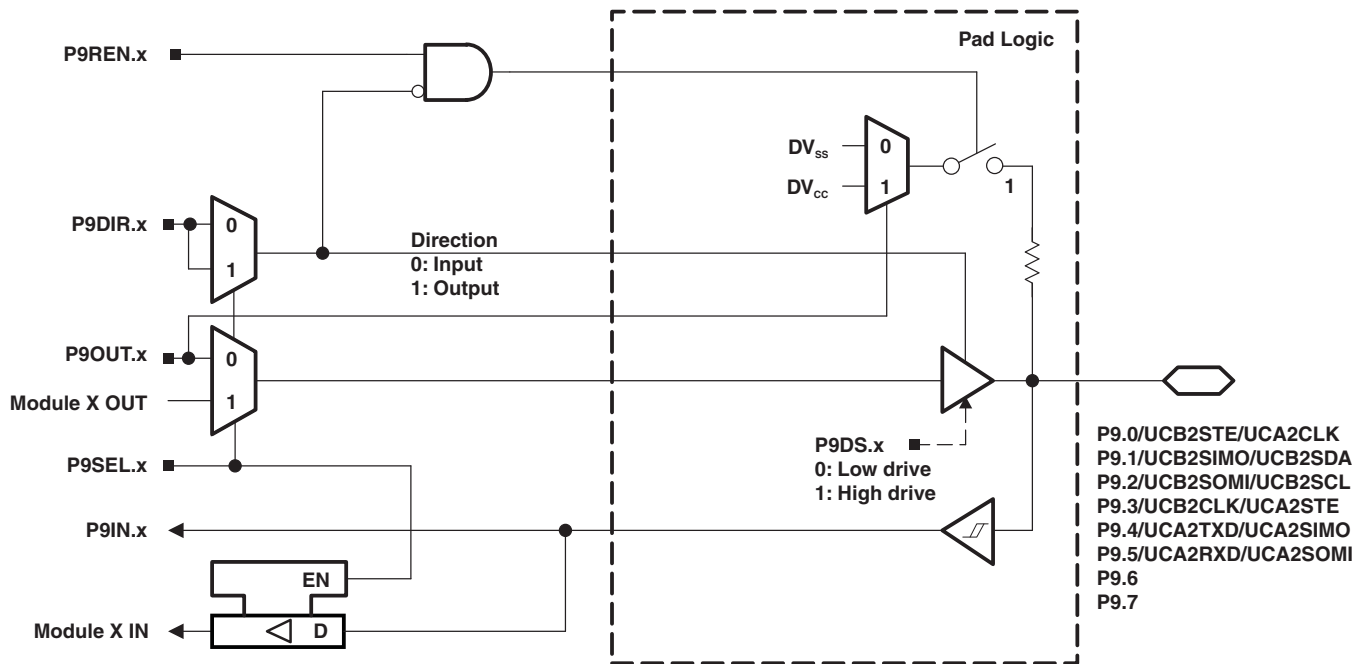 Pad Logic
P9REN.x
DVss
0
DVcc
1
1
P9DIR.x
0
1
Direction
0: Input
1: Output
P9OUT.x
0
Module X OUT
1
P9SEL.x
P9DS.x
0: Low drive
1: High drive
P9IN.x
EN
Module X IN
D
P9.0/UCB2STE/UCA2CLK
P9.1/UCB2SIMO/UCB2SDA
P9.2/UCB2SOMI/UCB2SCL
P9.3/UCB2CLK/UCA2STE
P9.4/UCA2TXD/UCA2SIMO
P9.5/UCA2RXD/UCA2SOMI
P9.6
P9.7